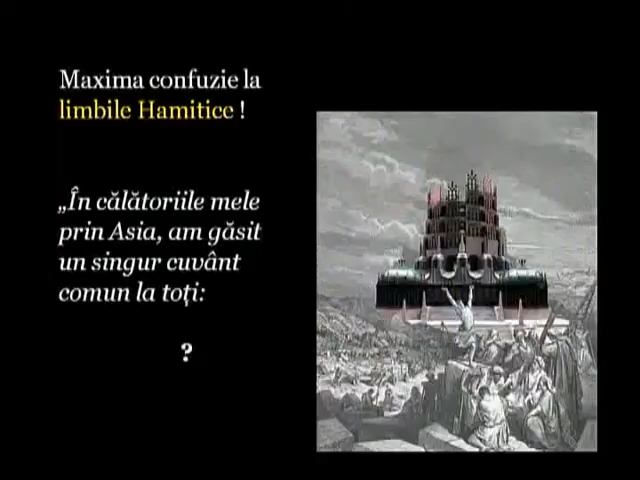 Maxima confuzie la
limbile Hamitice !
„În călătoriile mele
prin Asia, am găsit
un singur cuvânt
comun la toți:
?